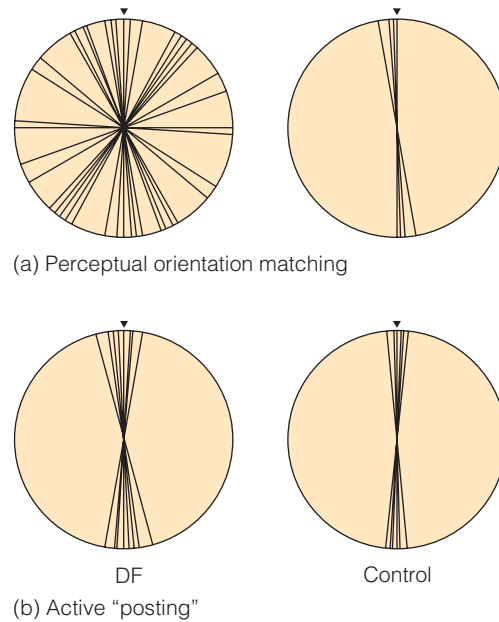 (a) Perceptual orientation matching
DF Control
(b) Active “posting”